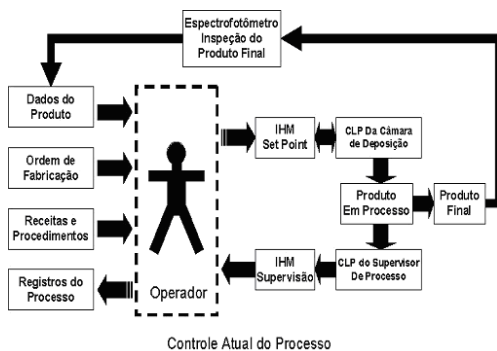 Espectrofotômetro
Inspeção do
Produto Final
Dados do
Produto
Ordem de
Fabricação
Receitas e
Procedimentos
Registros do
Processo
Operador
IHM
Set Point
CLP Da Câmara
de Deposição
Produto
Em Processo
Produto
Final
IHM
Supervisão
CLP do Supervisor
De Processo
Controle Atual do Processo